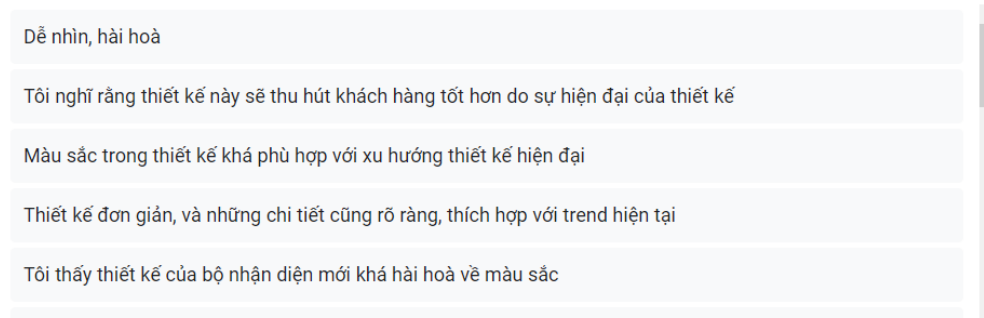 Dễ nhìn, hài hoà
Tôi nghĩ rằng thiết kế này sẽ thu hút khách hàng tốt hơn do sự hiện đại của thiết kế
Màu sắc trong thiết kế khá phù hợp với xu hướng thiết kế hiện đại
Thiết kế đơn giản, và những chi tiết cũng rõ ràng, thích hợp với trend hiện tại
Tôi thấy thiết kế của bộ nhận diện mới khá hài hoà về màu sắc